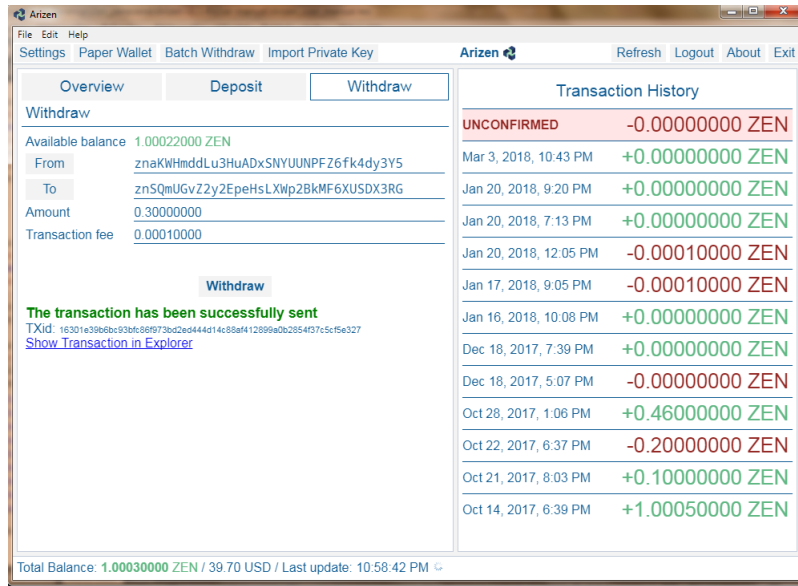 Arizen
File Edit Help
Settings Paper Wallet Batch Withdraw Import Private Key Arizen Refresh Logout About Exit
Overview Deposit Withdraw
Withdraw
Available balance 1.00022000 ZEN
From znaKWHmddLu3HuADxSNYUUNPFZ6fk4dy3Y5
To znSQmUGvZ2y2EpeHsLXWp2BkMF6XUSDX3RG
Amount 0.30000000
Transaction fee 0.00010000
Withdraw
The transaction has been successfully sent
TXid: 16301e39b6bc93bfc86f973bd2ed444d14c88af412899a0b2854f37c5cf5e327
Show Transaction in Explorer
Transaction History
UNCONFIRMED -0.00000000 ZEN
Mar 3, 2018, 10:43 PM +0.00000000 ZEN
Jan 20, 2018, 9:20 PM +0.00000000 ZEN
Jan 20, 2018, 7:13 PM +0.00000000 ZEN
Jan 20, 2018, 12:05 PM -0.00010000 ZEN
Jan 17, 2018, 9:05 PM -0.00010000 ZEN
Jan 16, 2018, 10:08 PM +0.00000000 ZEN
Dec 18, 2017, 7:39 PM +0.00000000 ZEN
Dec 18, 2017, 5:07 PM -0.00000000 ZEN
Oct 28, 2017, 1:06 PM +0.46000000 ZEN
Oct 22, 2017, 6:37 PM -0.20000000 ZEN
Oct 21, 2017, 8:03 PM +0.10000000 ZEN
Oct 14, 2017, 6:39 PM +1.00050000 ZEN
Total Balance: 1.00030000 ZEN / 39.70 USD / Last update: 10:58:42 PM